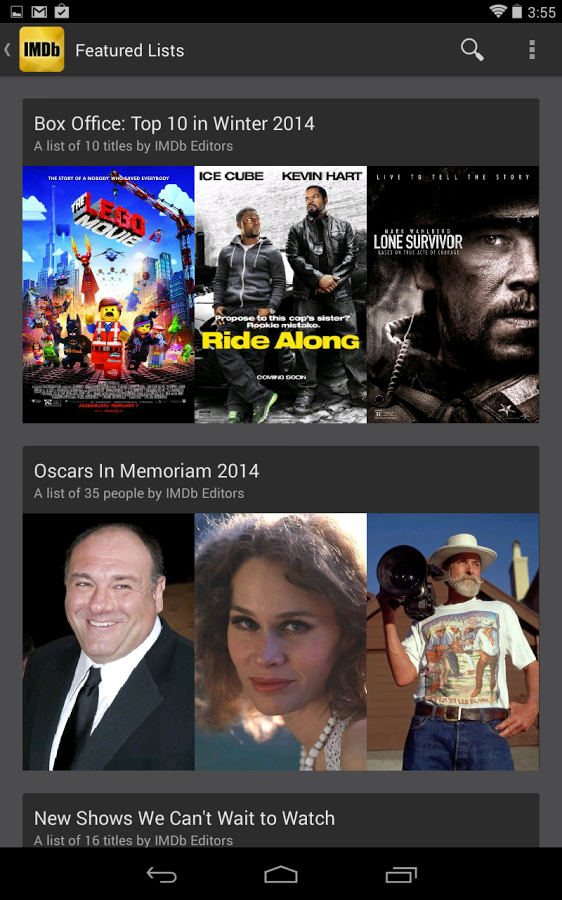 3:55
IMDb
Featured Lists
Box Office: Top 10 in Winter 2014
A list of 10 titles by IMDb Editors
THE STORY OF A NOBODY WHO SAVED EVERYBODY
THE
LEGO
MOVIE
ICE CUBE KEVIN HART
Propose to this cop's sister?
Rookie mistake.
Ride Along
COMING SOON
LIVE TO TELL THE STORY
MARK WAHLBERG
LONE SURVIVOR
BASED ON TRUE ACTS OF COURAGE
Oscars In Memoriam 2014
A list of 35 people by IMDb Editors
New Shows We Can't Wait to Watch
A list of 16 titles by IMDb Editors